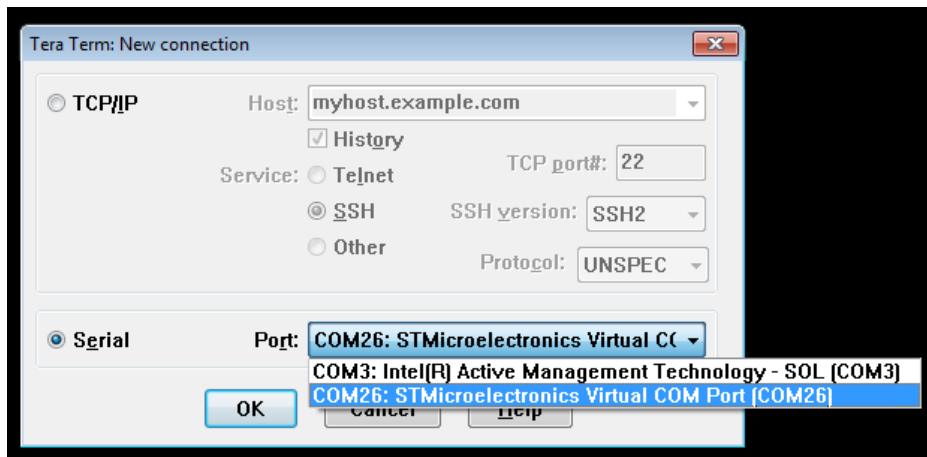 Tera Term: New connection
TCP/IP Host: myhost.example.com
History
Service: Telnet TCP port#: 22
SSH SSH version: SSH2
Other Protocol: UNSPEC
Serial Port: COM26: STMicroelectronics Virtual C(
COM3: Intel(R) Active Management Technology - SOL (COM3)
COM26: STMicroelectronics Virtual COM Port (COM26)
OK Cancel Help